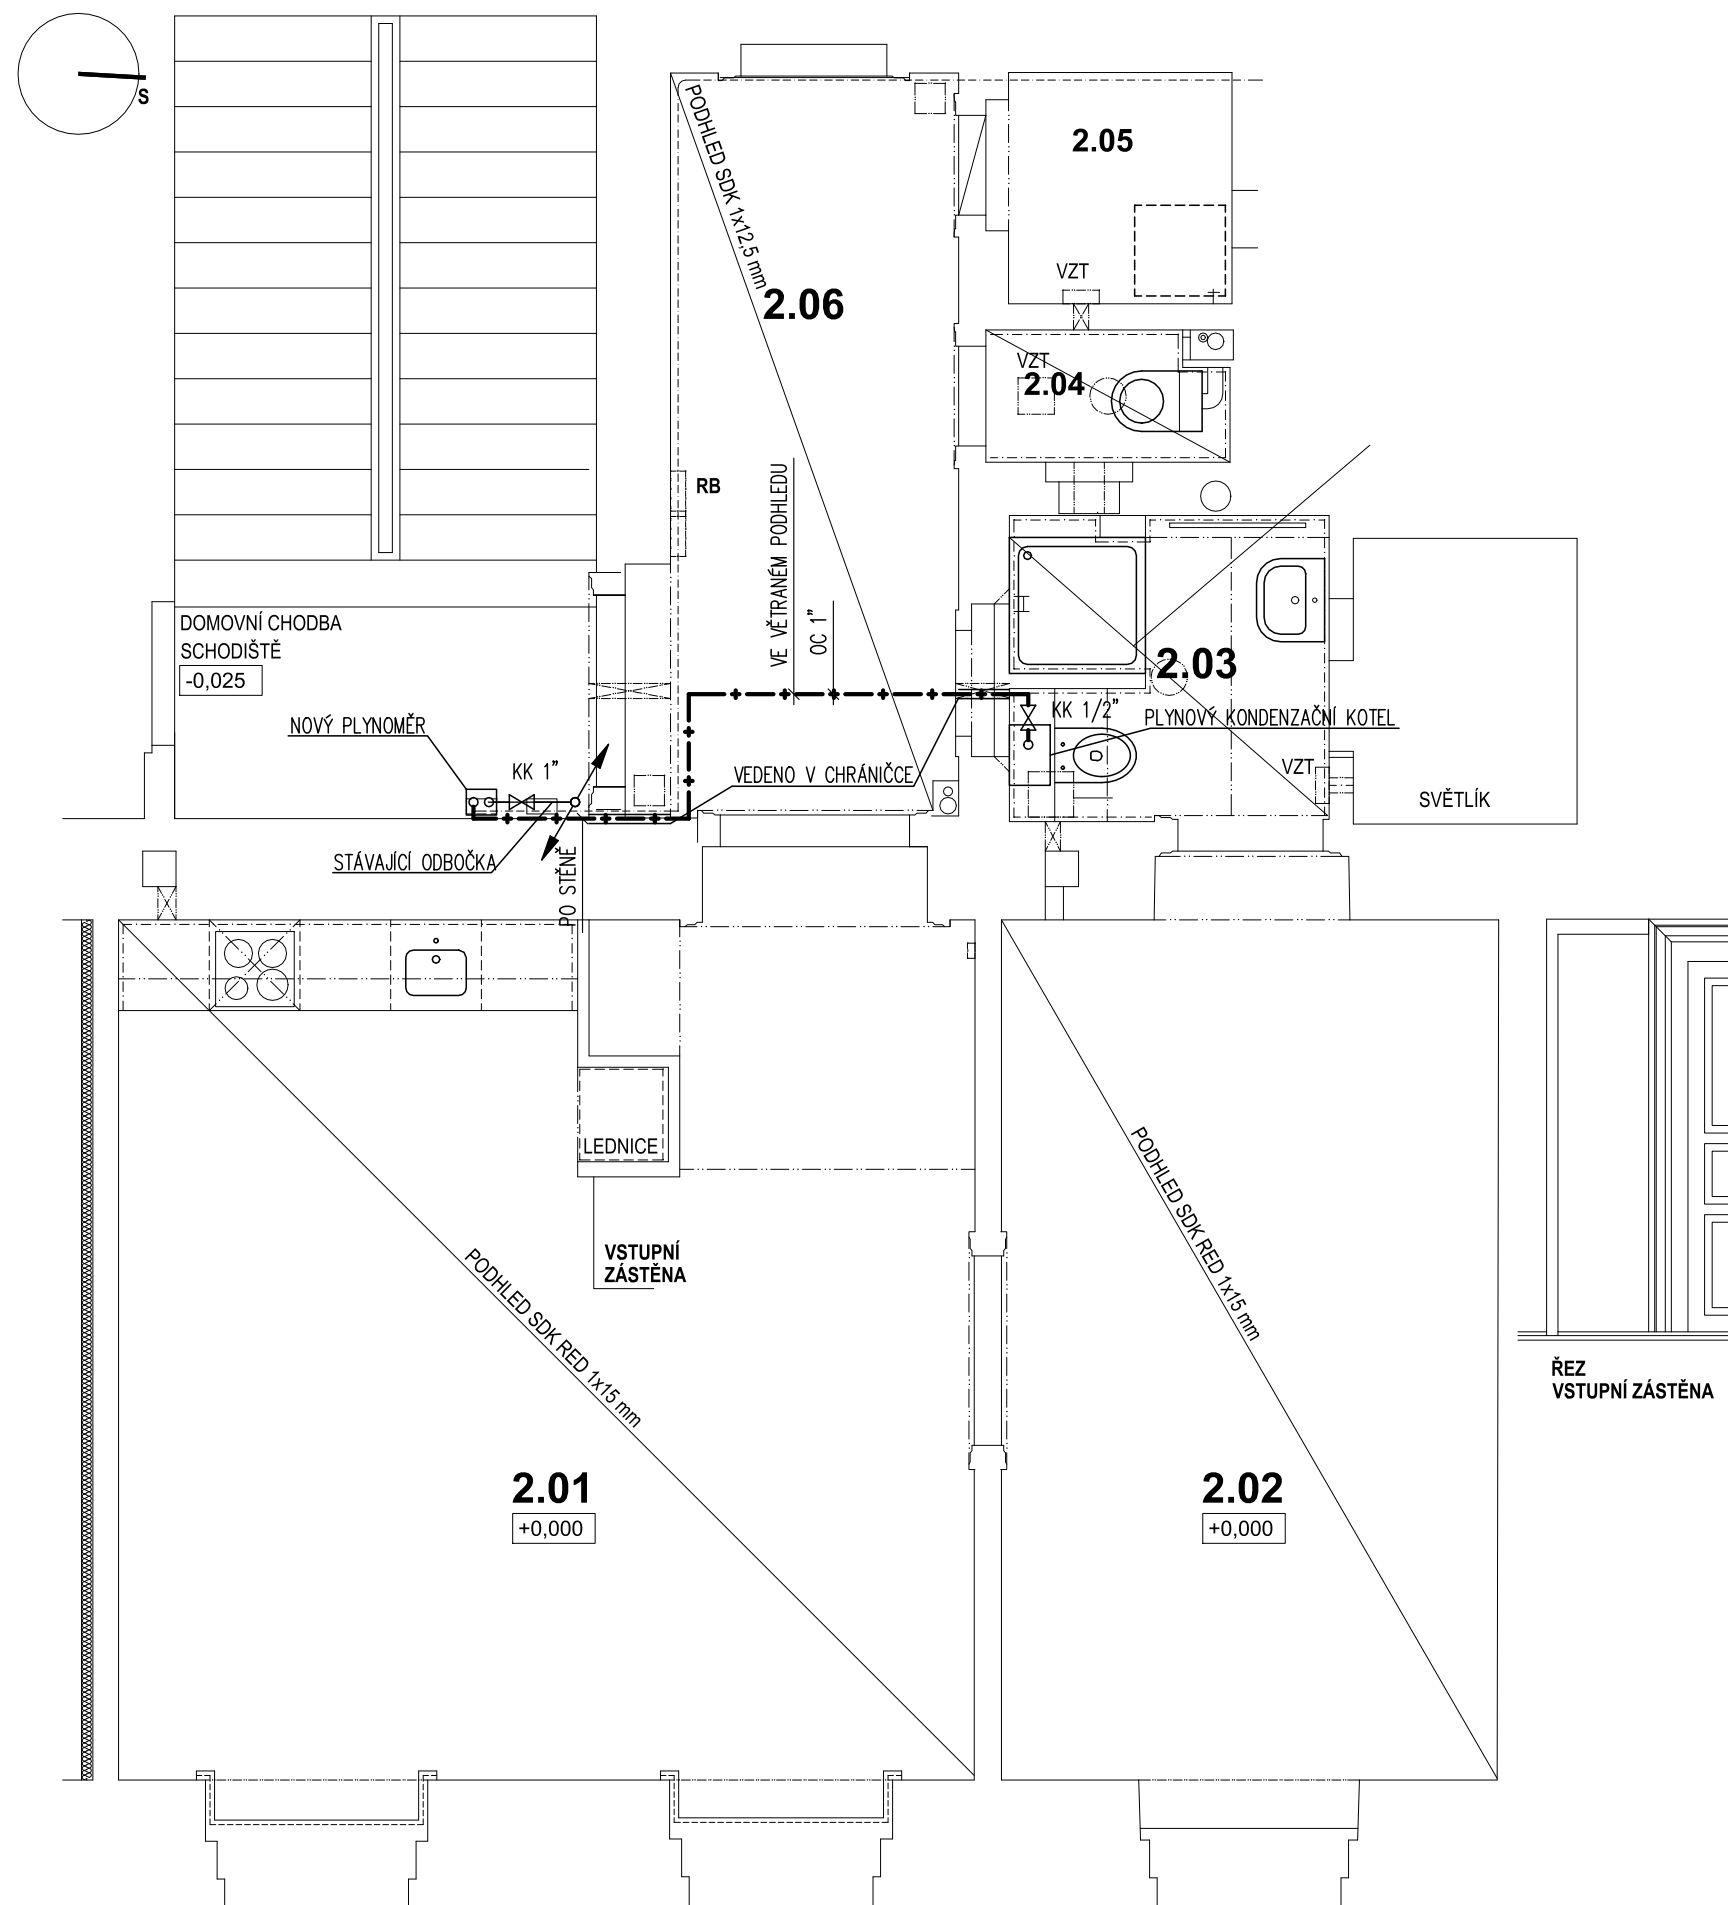 S
PODHLED SDK 1x12,5 mm
2.05
VZT
2.06
VZT
2.04
RB
VE VĚTRANÉM PODHLEDU
OC 1”
DOMOVNÍ CHODBA
SCHODIŠTĚ
-0,025
2.03
NOVÝ PLYNOMĚR
KK 1/2”
PLYNOVÝ KONDENZAČNÍ KOTEL
KK 1”
VEDENO V CHRÁNIČCE
VZT
SVĚTLÍK
STÁVAJÍCÍ ODBOČKA
PO STĚNĚ
LEDNICE
PODHLED SDK RED 1x15 mm
VSTUPNÍ
ZÁSTĚNA
PODHLED SDK RED 1x15 mm
ŘEZ
VSTUPNÍ ZÁSTĚNA
2.01
+0,000
2.02
+0,000